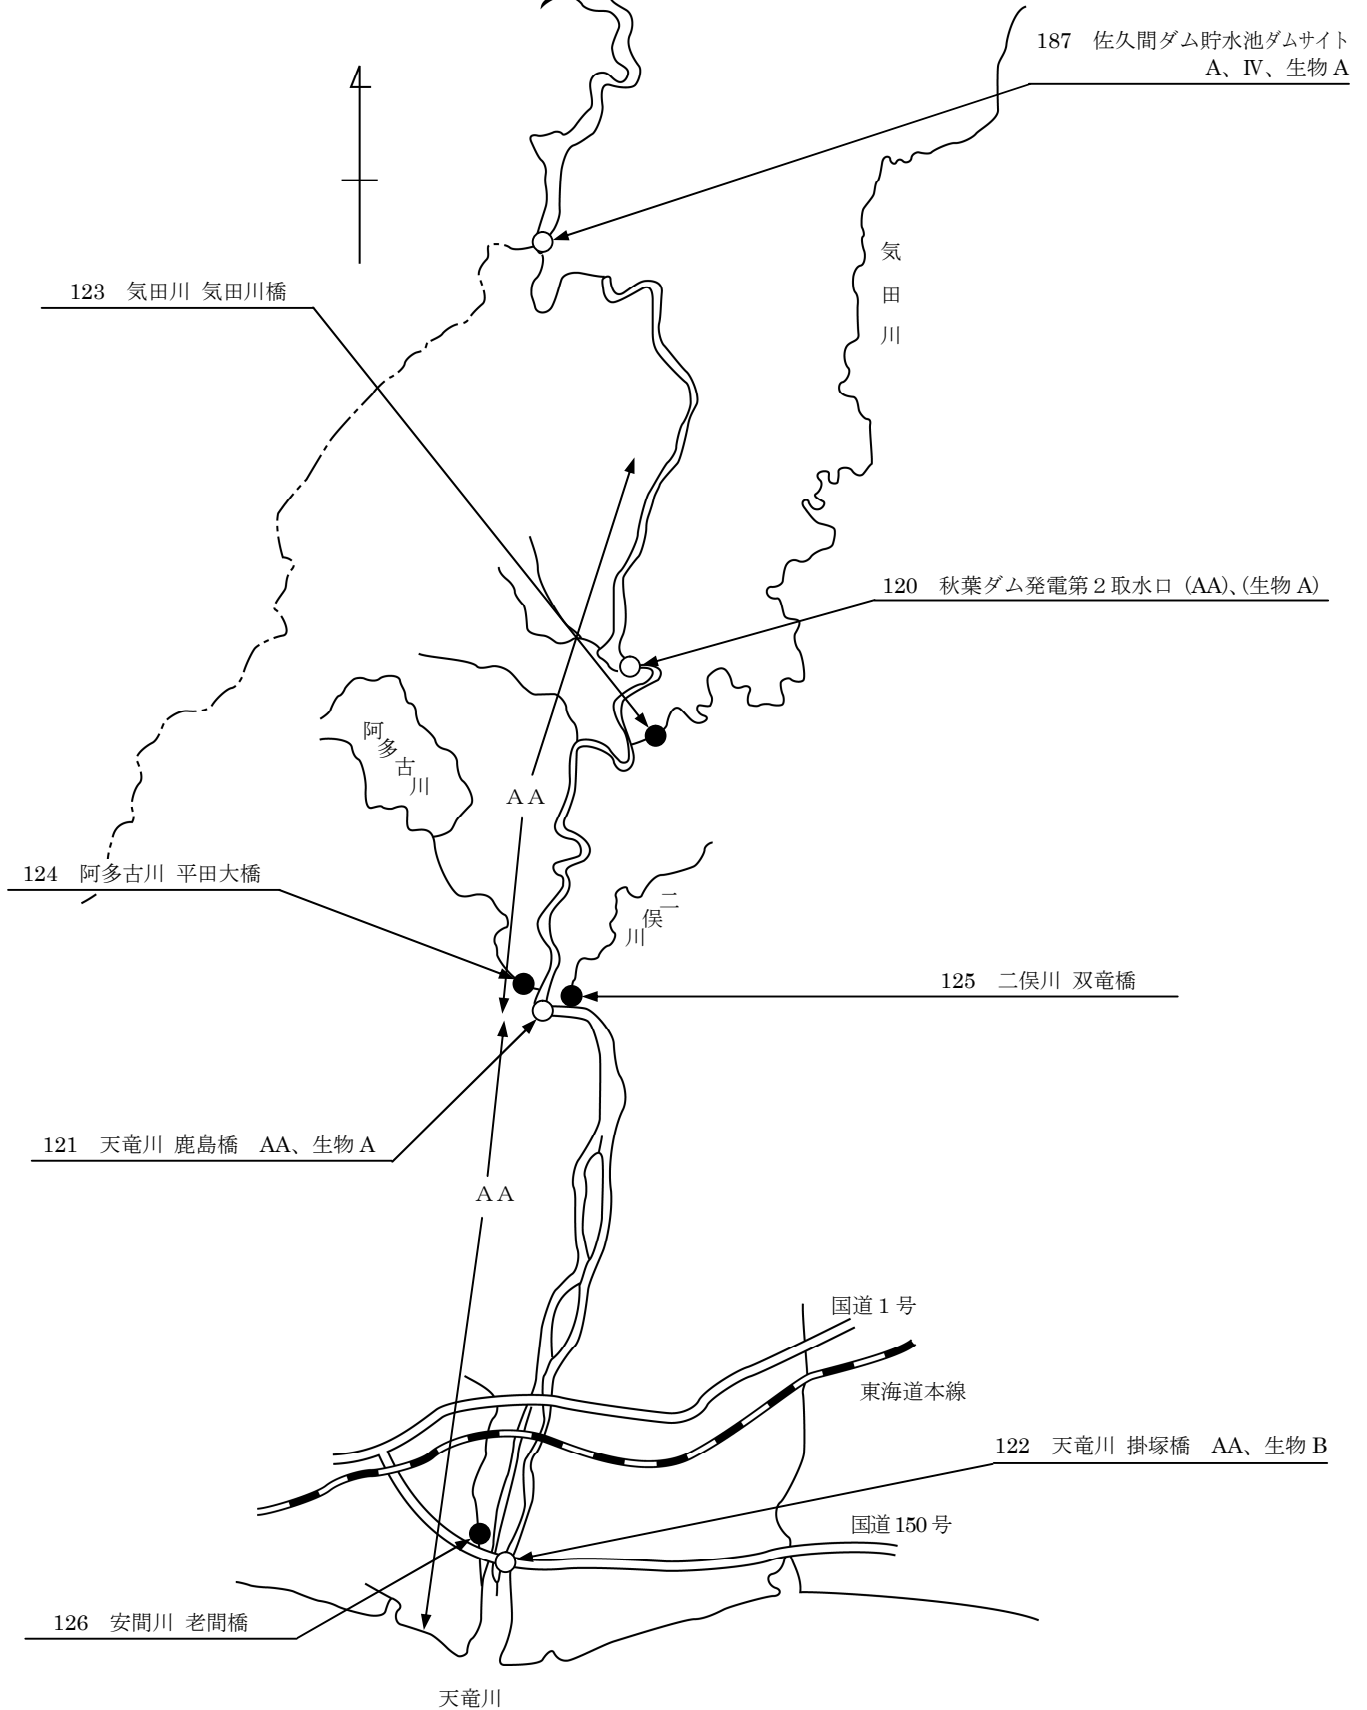 187　佐久間ダム貯水池ダムサイト
A、Ⅳ、生物 A
気田川
123　気田川 気田川橋
120　秋葉ダム発電第２取水口 (AA)、(生物 A)
阿多古川
ＡＡ
124　阿多古川 平田大橋
二俣川
125　二俣川 双竜橋
121　天竜川 鹿島橋　AA、生物 A
ＡＡ
国道 1 号
東海道本線
122　天竜川 掛塚橋　AA、生物 B
国道 150 号
126　安間川 老間橋
天竜川